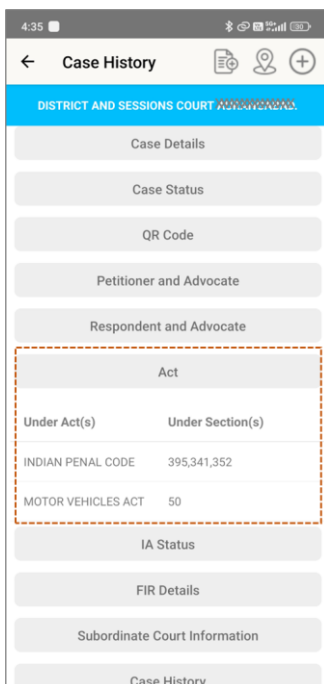 4:35
Case History
DISTRICT AND SESSIONS COURT
Case Details
Case Status
QR Code
Petitioner and Advocate
Respondent and Advocate
Act
Under Act(s) Under Section(s)
INDIAN PENAL CODE 395,341,352
MOTOR VEHICLES ACT 50
IA Status
FIR Details
Subordinate Court Information
Case History